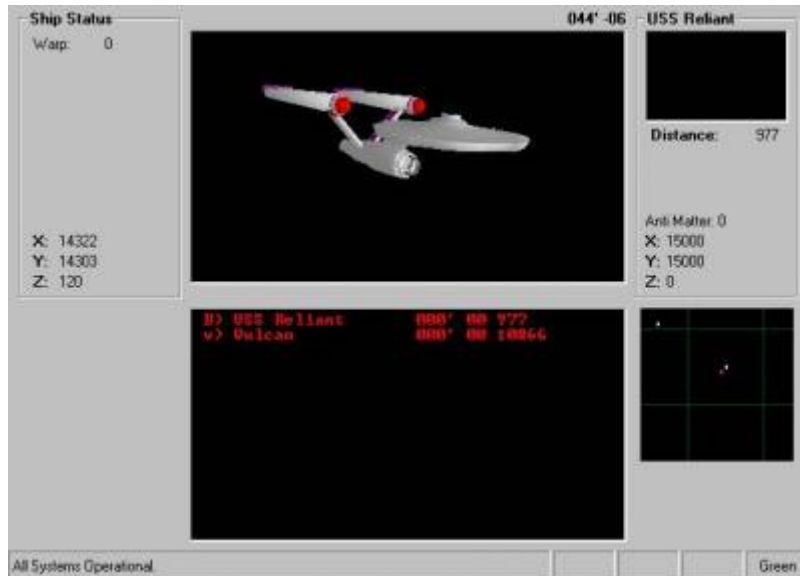 Ship Status
Warp: 0
X: 14322
Y: 14303
Z: 120
044' -06
USS Reliant
Distance: 977
Anti Matter: 0
X: 15000
Y: 15000
Z: 0
B) USS Reliant 000' 00 977
v) Vulcan 000' 00 10866
All Systems Operational.
Green